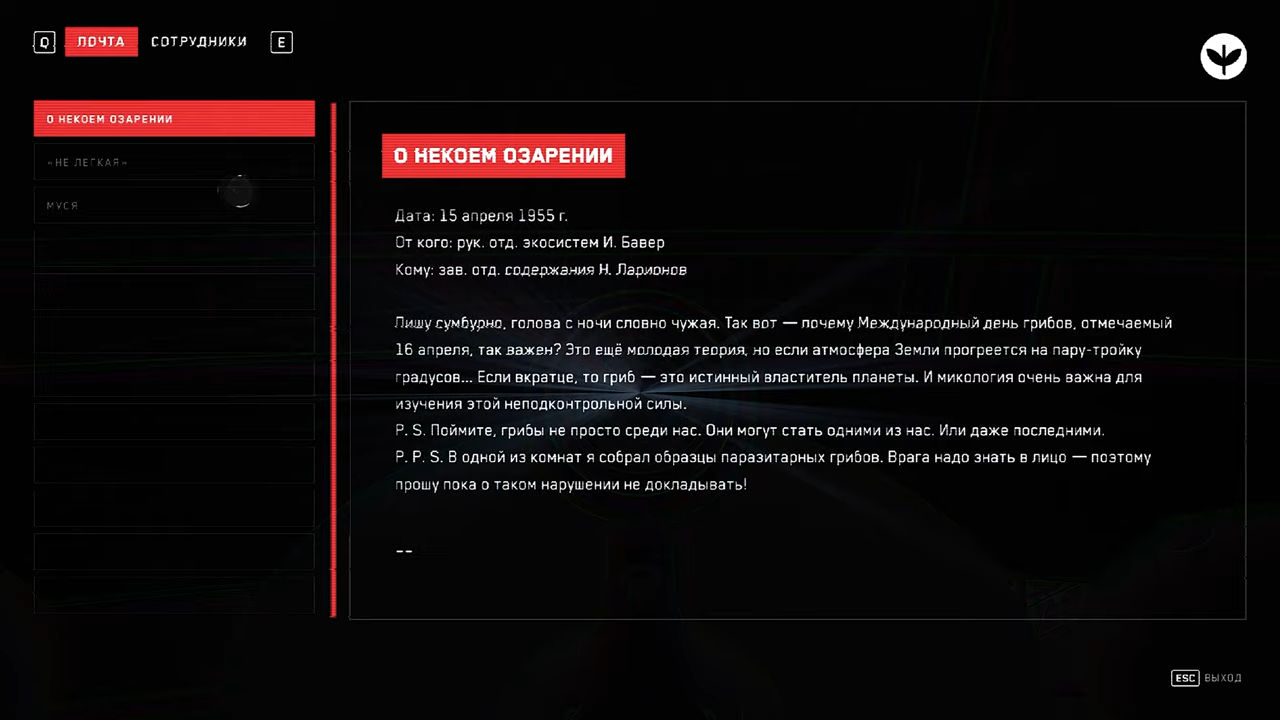 Q ПОЧТА СОТРУДНИКИ E
О НЕКОЕМ ОЗАРЕНИИ
«НЕ ЛЕГКАЯ»
МУСЯ
О НЕКОЕМ ОЗАРЕНИИ
Дата: 15 апреля 1955 г.
От кого: рук. отд. экосистем И. Бавер
Кому: зав. отд. содержания Н. Ларионов
Пишу сумбурно, голова с ночи словно чужая. Так вот — почему Международный день грибов, отмечаемый
16 апреля, так важен? Это ещё молодая теория, но если атмосфера Земли прогреется на пару-тройку
градусов... Если вкратце, то гриб — это истинный властитель планеты. И микология очень важна для
изучения этой неподконтрольной силы.
P. S. Поймите, грибы не просто среди нас. Они могут стать одними из нас. Или даже последними.
P. P. S. В одной из комнат я собрал образцы паразитарных грибов. Врага надо знать в лицо — поэтому
прошу пока о таком нарушении не докладывать!
--
ESC ВЫХОД